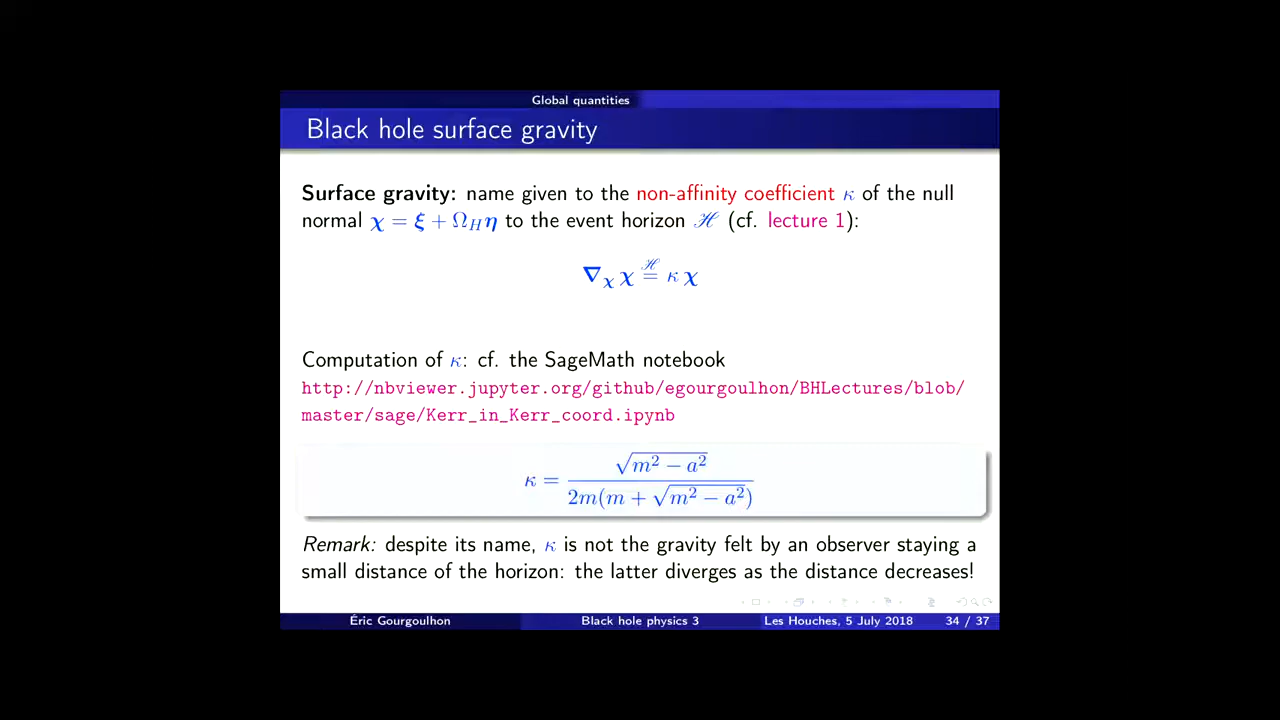 Global quantities
Black hole surface gravity
Surface gravity: name given to the non-affinity coefficient κ of the null
normal χ = ξ + Ω_H η to the event horizon ℋ (cf. lecture 1):
∇_χ χ ℋ= κ χ
Computation of κ: cf. the SageMath notebook
http://nbviewer.jupyter.org/github/egourgoulhon/BHLectures/blob/
master/sage/Kerr_in_Kerr_coord.ipynb
κ = √(m² − a²) / 2m(m + √(m² − a²))
Remark: despite its name, κ is not the gravity felt by an observer staying a
small distance of the horizon: the latter diverges as the distance decreases!
Éric Gourgoulhon Black hole physics 3 Les Houches, 5 July 2018 34 / 37